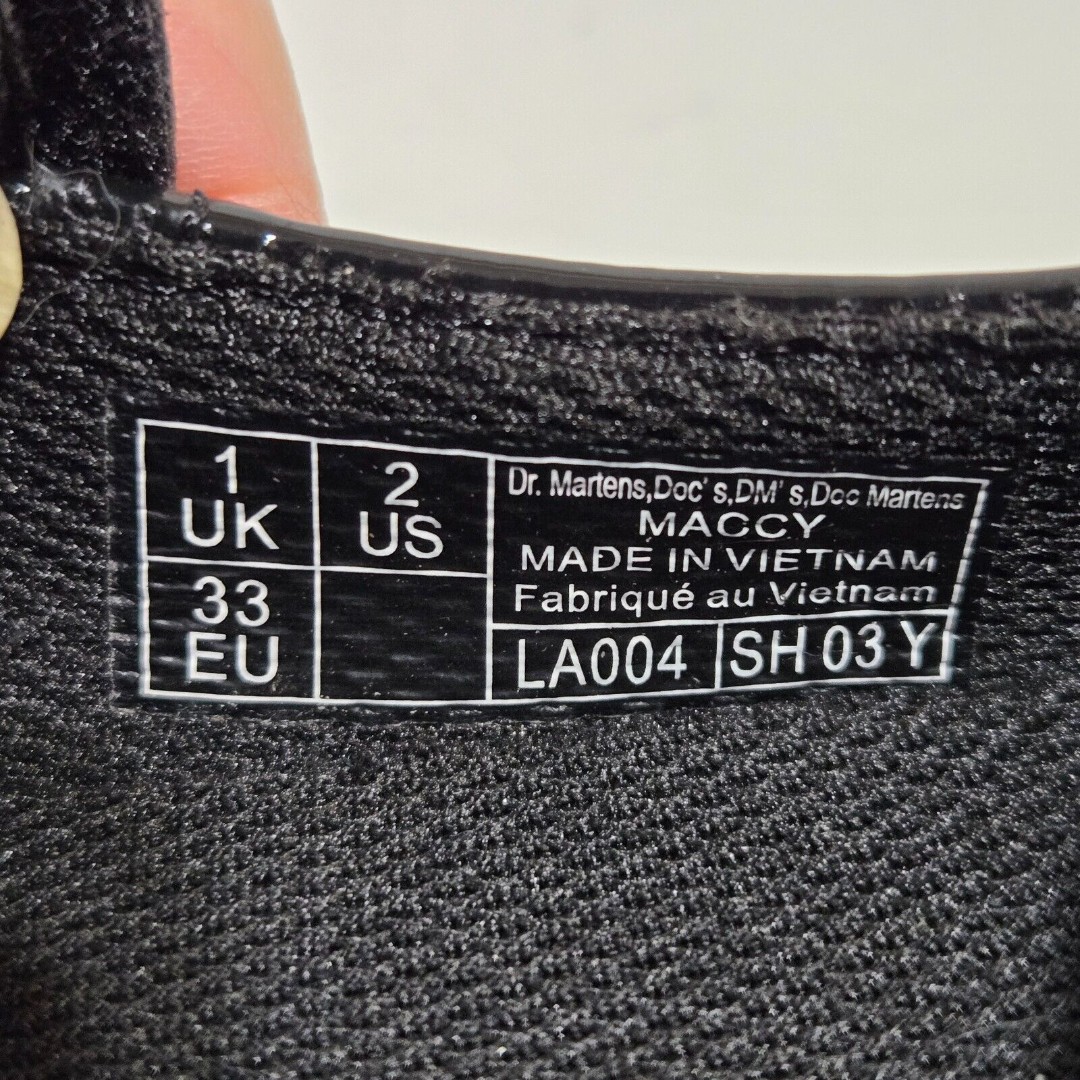 1
UK
2
US
33
EU
Dr. Martens,Doc's,DM's,Doc Martens
MACCY
MADE IN VIETNAM
Fabriqué au Vietnam
LA004
SH 03 Y